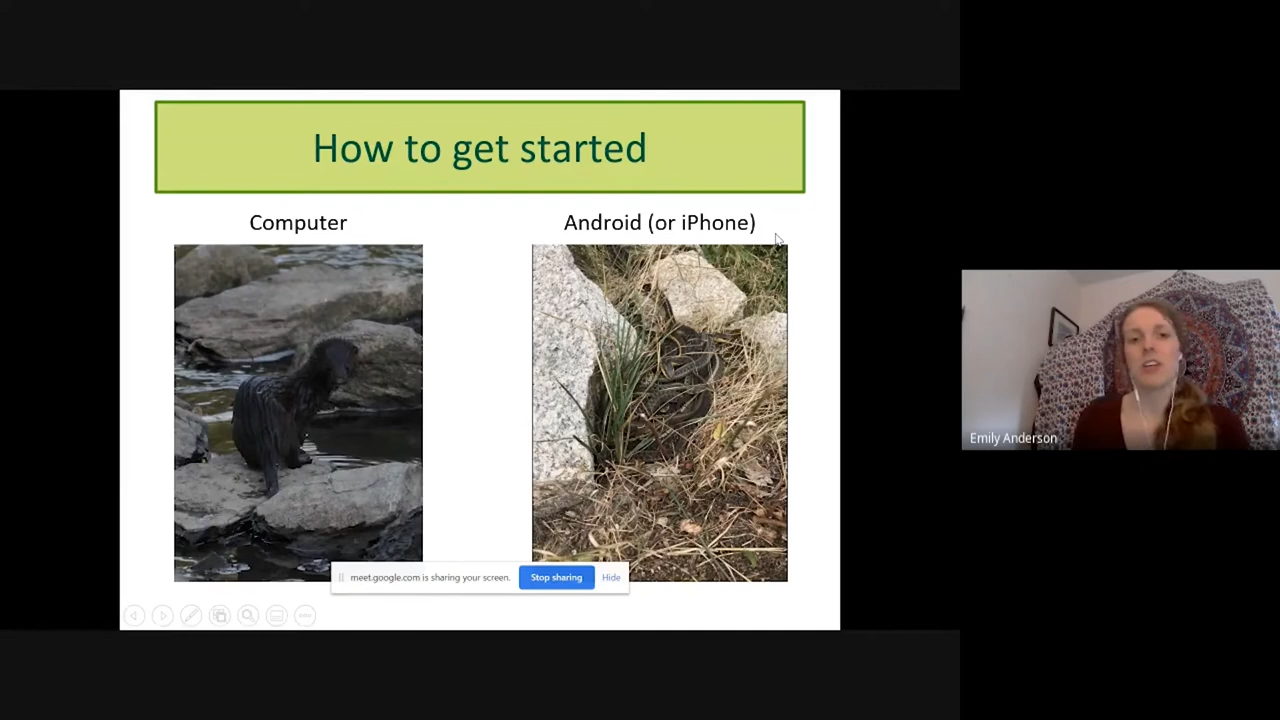 How to get started
Computer
Android (or iPhone)
Emily Anderson
meet.google.com is sharing your screen.
Stop sharing
Hide